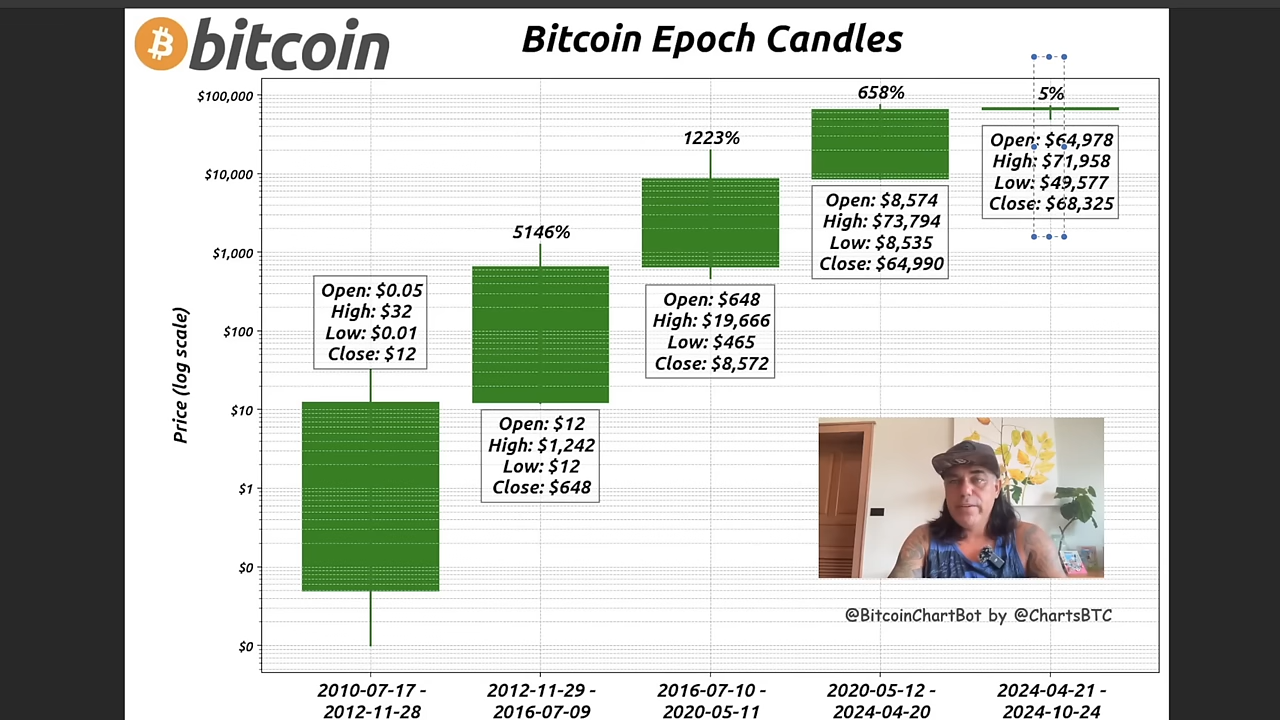 bitcoin
Bitcoin Epoch Candles
Price (log scale)
$100,000
$10,000
$1,000
$100
$10
$1
$0
$0
Open: $0.05
High: $32
Low: $0.01
Close: $12
5146%
Open: $12
High: $1,242
Low: $12
Close: $648
1223%
Open: $648
High: $19,666
Low: $465
Close: $8,572
658%
Open: $8,574
High: $73,794
Low: $8,535
Close: $64,990
5%
Open: $64,978
High: $71,958
Low: $49,577
Close: $68,325
@BitcoinChartBot by @ChartsBTC
2010-07-17 -
2012-11-28
2012-11-29 -
2016-07-09
2016-07-10 -
2020-05-11
2020-05-12 -
2024-04-20
2024-04-21 -
2024-10-24